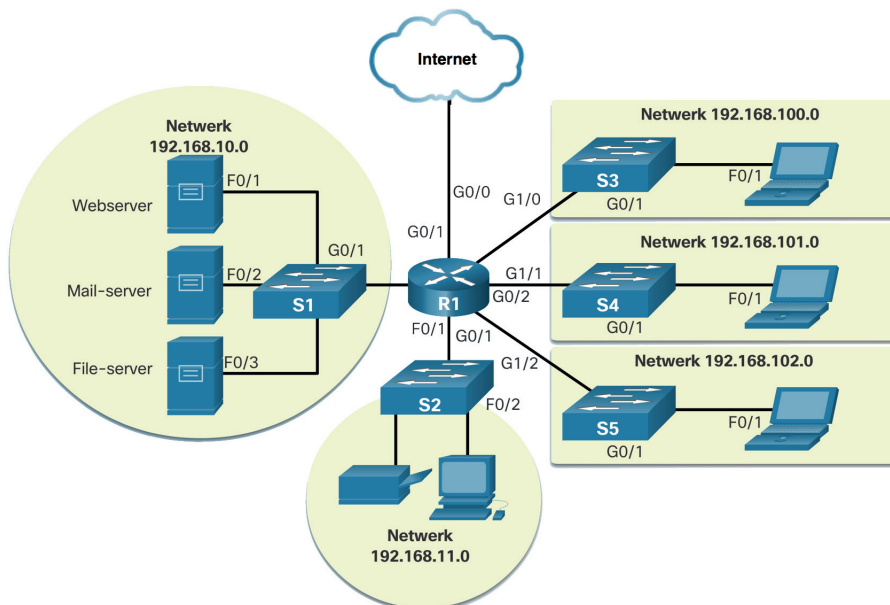 Internet
Netwerk
192.168.10.0
Webserver
F0/1
Mail-server
F0/2
File-server
F0/3
G0/1
S1
G0/0
G0/1
G1/0
R1
G1/1
G0/2
F0/1
G0/1
G1/2
S2
F0/2
Netwerk
192.168.11.0
Netwerk 192.168.100.0
S3
G0/1
F0/1
Netwerk 192.168.101.0
S4
G0/1
F0/1
Netwerk 192.168.102.0
S5
G0/1
F0/1